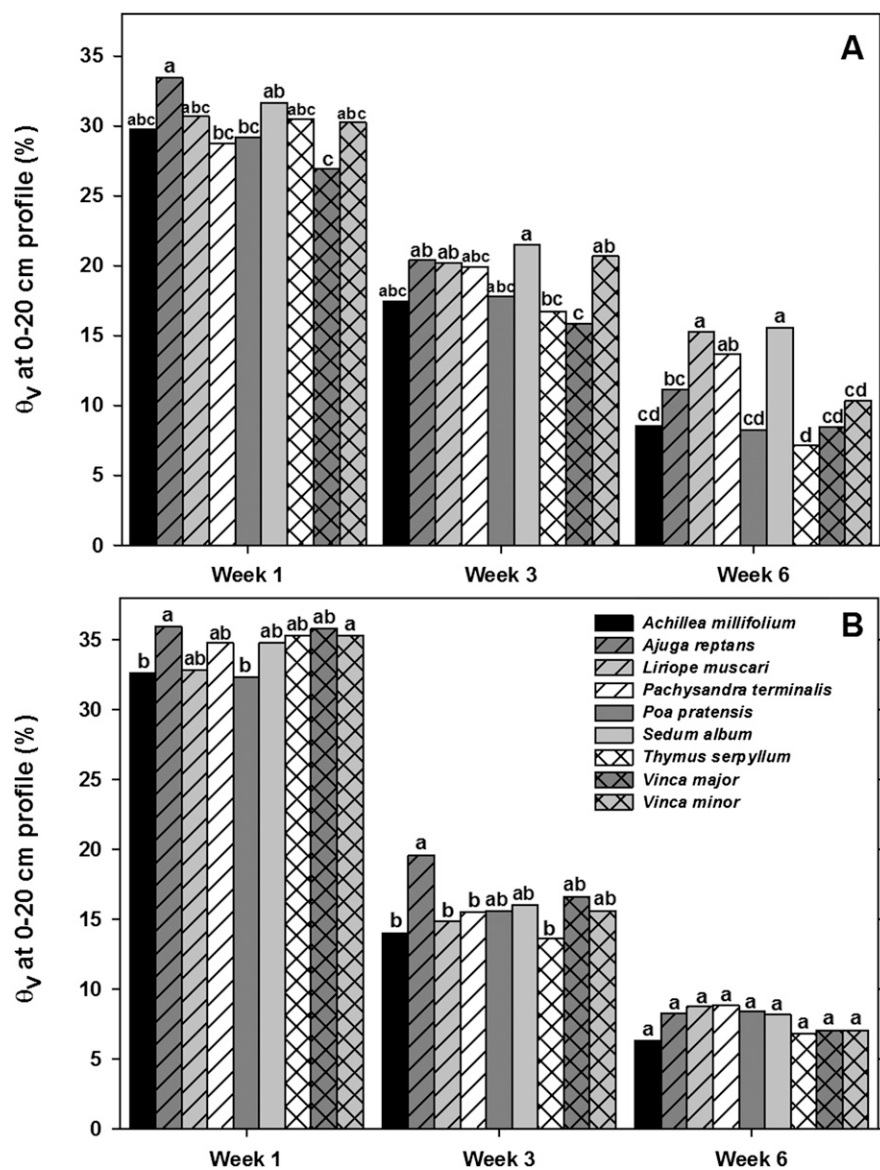 A
θv at 0-20 cm profile (%)
35
30
25
20
15
10
5
0
abc
a
abc
bc
bc
ab
abc
c
abc
abc
ab
ab
abc
abc
a
bc
c
ab
cd
bc
a
ab
cd
a
d
cd
cd
Week 1
Week 3
Week 6
B
θv at 0-20 cm profile (%)
35
30
25
20
15
10
5
0
b
a
ab
ab
b
ab
ab
ab
a
b
a
b
b
ab
ab
b
ab
ab
a
a
a
a
a
a
a
a
a
Achillea millifolium
Ajuga reptans
Liriope muscari
Pachysandra terminalis
Poa pratensis
Sedum album
Thymus serpyllum
Vinca major
Vinca minor
Week 1
Week 3
Week 6